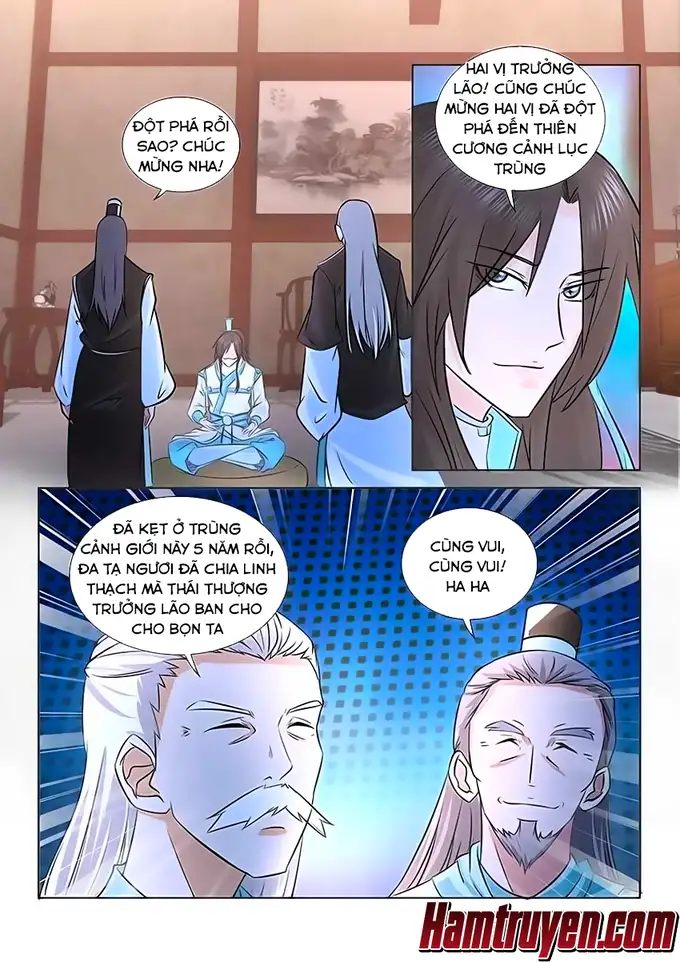 ĐỘT PHÁ RỒI
SAO? CHÚC
MỪNG NHA!
HAI VỊ TRƯỞNG
LÃO! CŨNG CHÚC
MỪNG HAI VỊ ĐÃ ĐỘT
PHÁ ĐẾN THIÊN
CƯƠNG CẢNH LỤC
TRÙNG
ĐÃ KẸT Ở TRÙNG
CẢNH GIỚI NÀY 5 NĂM RỒI,
ĐA TẠ NGƯƠI ĐÃ CHIA LINH
THẠCH MÃ THÁI THƯỢNG
TRƯỞNG LÃO BAN CHO
CHO BỌN TA
CÙNG VUI,
CÙNG VUI!
HA HA
Hamtruyen.com